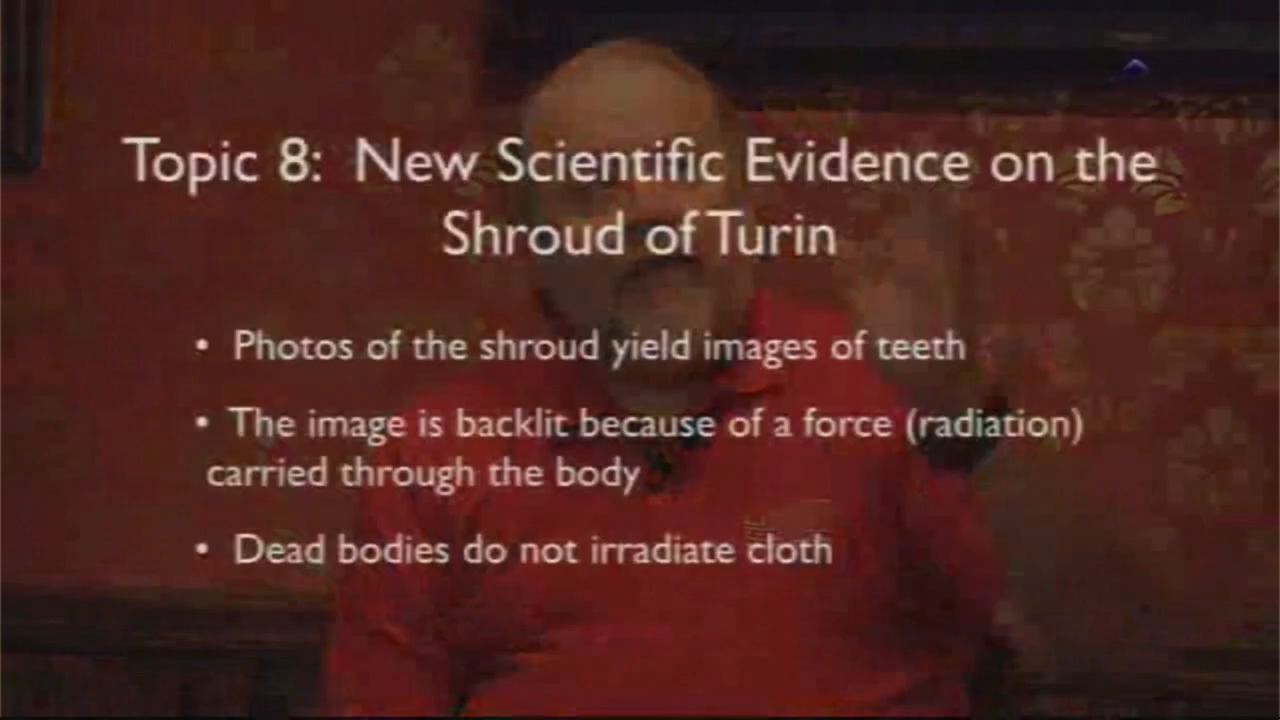 Topic 8: New Scientific Evidence on the
Shroud of Turin
• Photos of the shroud yield images of teeth
• The image is backlit because of a force (radiation)
carried through the body
• Dead bodies do not irradiate cloth